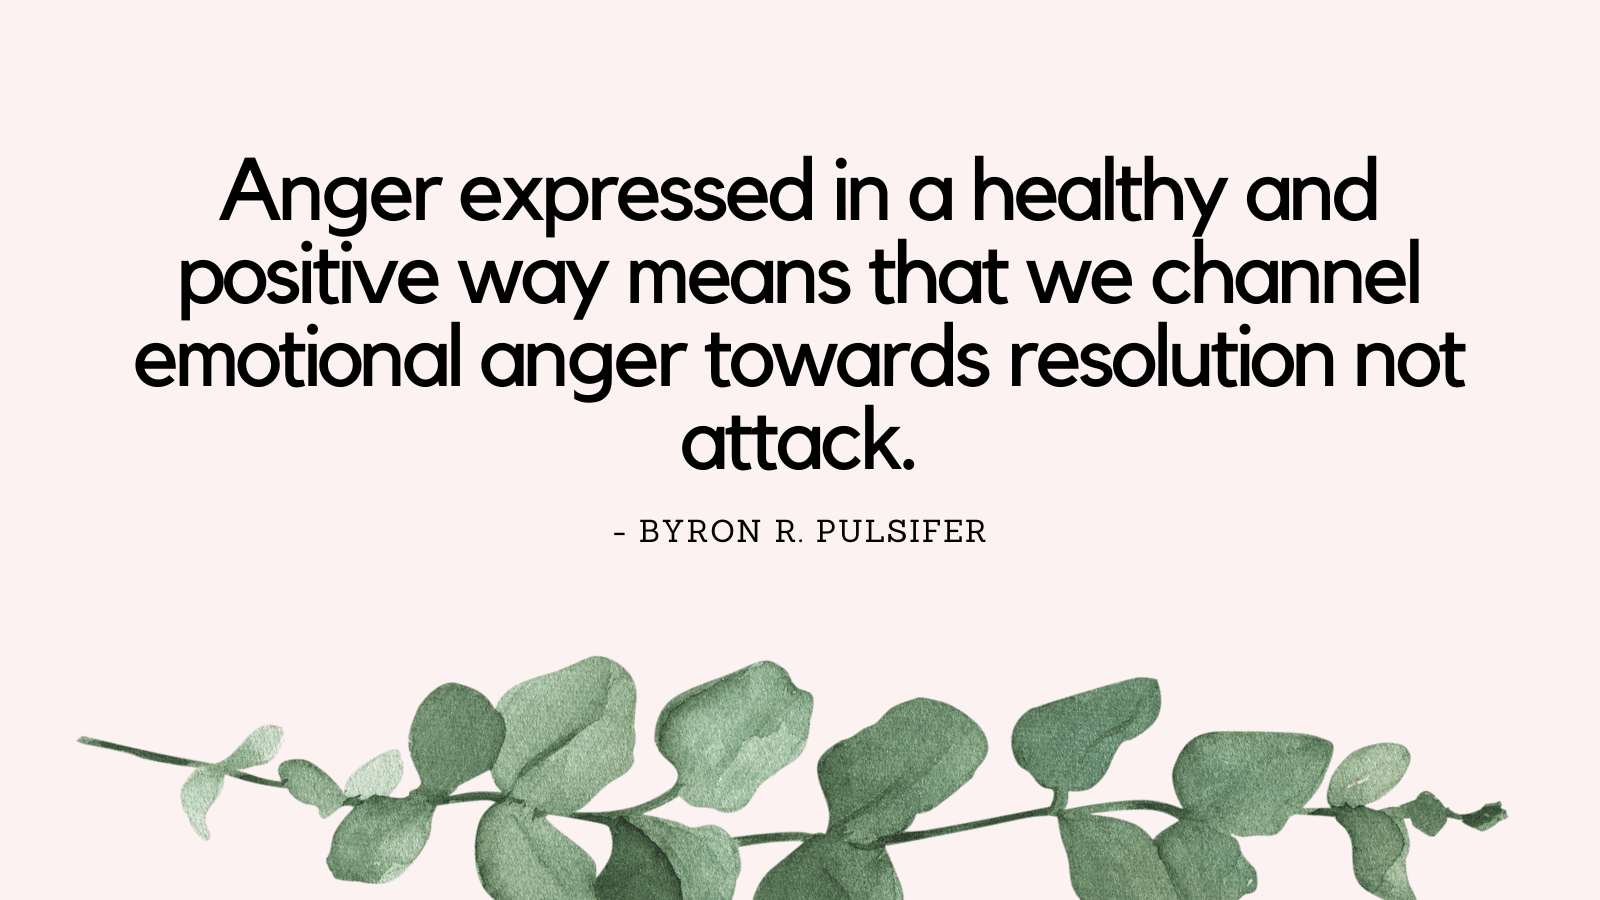 Anger expressed in a healthy and
positive way means that we channel
emotional anger towards resolution not
attack.
- BYRON R. PULSIFER